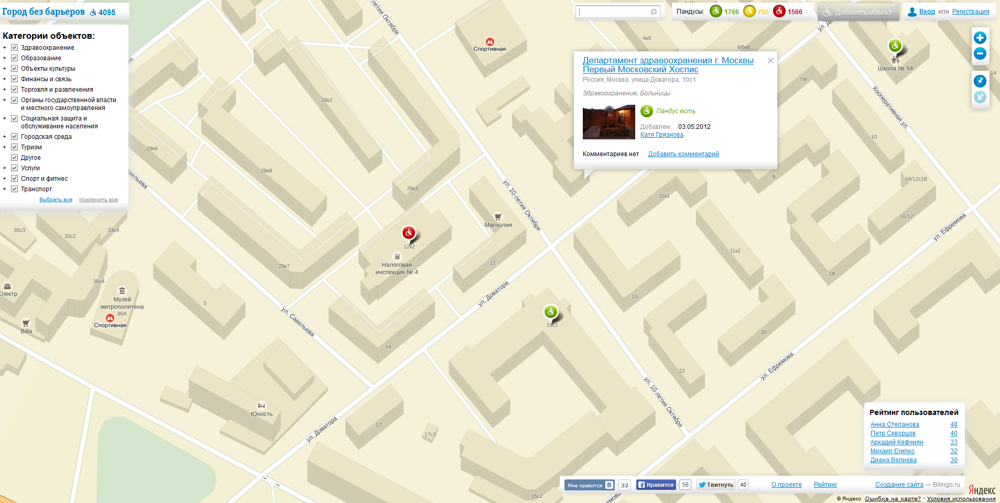 Город без барьеров 4095
Пандусы: 1766 705 1566
Добавить объект
Вход или Регистрация
Категории объектов:
+ Здравоохранение
+ Образование
+ Объекты культуры
+ Финансы и связь
+ Торговля и развлечения
+ Органы государственной власти
и местного самоуправления
+ Социальная защита и
обслуживание населения
+ Городская среда
+ Туризм
Другое
+ Услуги
+ Спорт и фитнес
+ Транспорт
Выбрать все Исключить все
Департамент здравоохранения г. Москвы
Первый Московский Хоспис
Россия, Москва, улица Доватора, 10с1
Здравоохранение, Больницы
Пандус есть
Добавлен: 03.05.2012
Катя Грязнова
Комментариев нет Добавить комментарий
-летия Октября
Спортивная
4к9
6/6к8
Школа № 54
14
7/8
Кооперативная ул.
29к2
10
29к9
29к8
29к3
9
16/12с18
11к1
16/12
ул. 10-летия Октября
Магнолия
ул. Ефремова
35с3
33с2
33с4
12к2
11к2
Налоговая
инспекция № 4
12
29к7
18
35с4
Спектр
Музей
метрополитена
36А
Спортивная
5
ул. Доватора
13
Billa
ул. Савельева
15с1
20
14
ул. Ефремова
22
ул. 10-летия Октября
Юность
17
17с3
ул. Доватора
15с2
Рейтинг пользователей
Анна Степанова 48
Петр Скворцов 40
Аркадий Кефчиян 33
Михаил Египко 32
Диана Велиева 30
Мне нравится В 32
Нравится 56
Твитнуть 40
О проекте Рейтинг
Создание сайта — Bilingo.ru
Яндекс
© Яндекс Ошибка на карте? · Условия использования